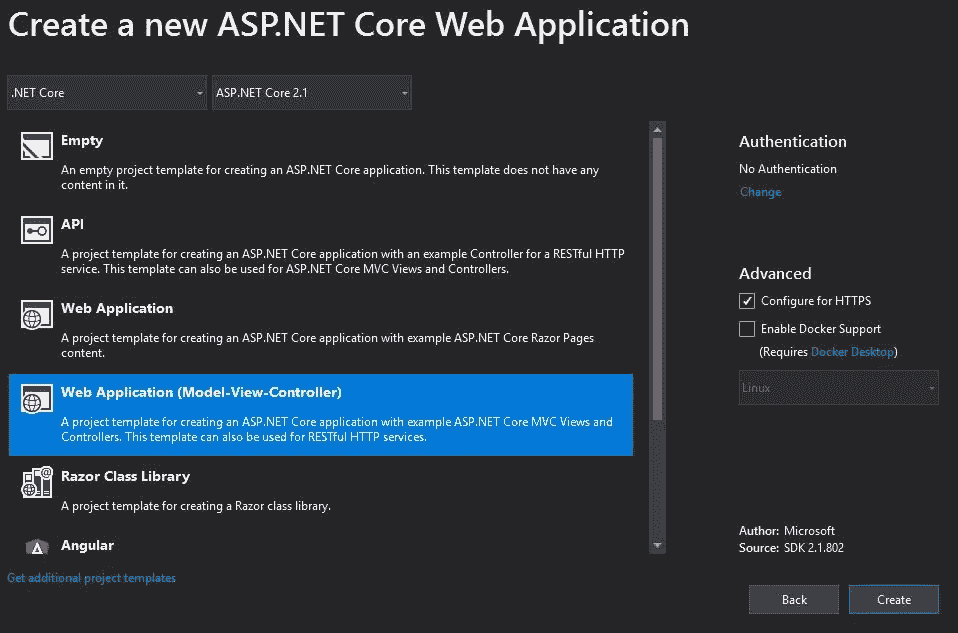 Create a new ASP.NET Core Web Application
.NET Core
ASP.NET Core 2.1
Empty
An empty project template for creating an ASP.NET Core application. This template does not have any
content in it.
API
A project template for creating an ASP.NET Core application with an example Controller for a RESTful HTTP
service. This template can also be used for ASP.NET Core MVC Views and Controllers.
Web Application
A project template for creating an ASP.NET Core application with example ASP.NET Core Razor Pages
content.
Web Application (Model-View-Controller)
A project template for creating an ASP.NET Core application with example ASP.NET Core MVC Views and
Controllers. This template can also be used for RESTful HTTP services.
Razor Class Library
A project template for creating a Razor class library.
Angular
Get additional project templates
Authentication
No Authentication
Change
Advanced
Configure for HTTPS
Enable Docker Support
(Requires Docker Desktop)
Linux
Author: Microsoft
Source: SDK 2.1.802
Back
Create